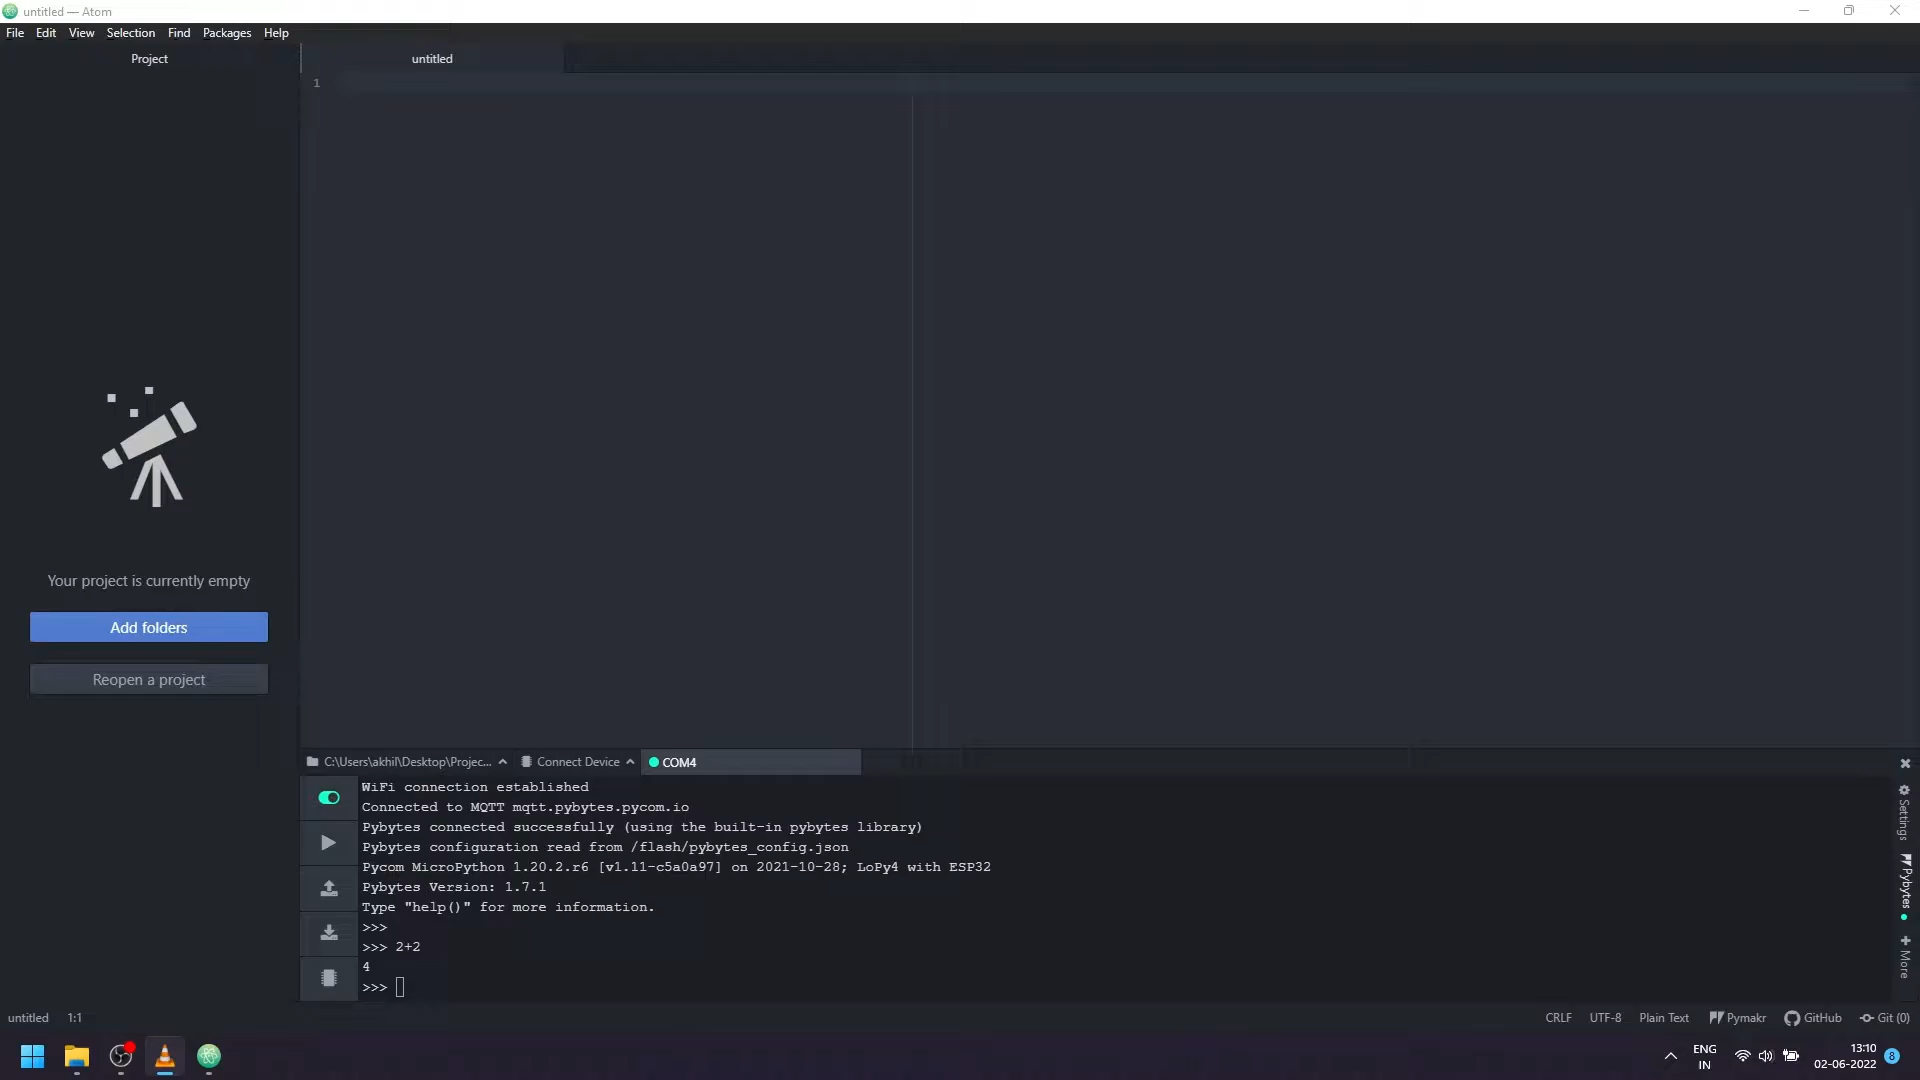 untitled — Atom
File Edit View Selection Find Packages Help
Project
untitled
1
Your project is currently empty
Add folders
Reopen a project
C:\Users\akhil\Desktop\Projec...
Connect Device
COM4
WiFi connection established
Connected to MQTT mqtt.pybytes.pycom.io
Pybytes connected successfully (using the built-in pybytes library)
Pybytes configuration read from /flash/pybytes_config.json
Pycom MicroPython 1.20.2.r6 [v1.11-c5a0a97] on 2021-10-28; LoPy4 with ESP32
Pybytes Version: 1.7.1
Type "help()" for more information.
>>>
>>> 2+2
4
>>>
Settings
Pybytes
More
untitled 1:1
CRLF UTF-8 Plain Text Pymakr GitHub Git (0)
ENG
IN
13:10
02-06-2022
8